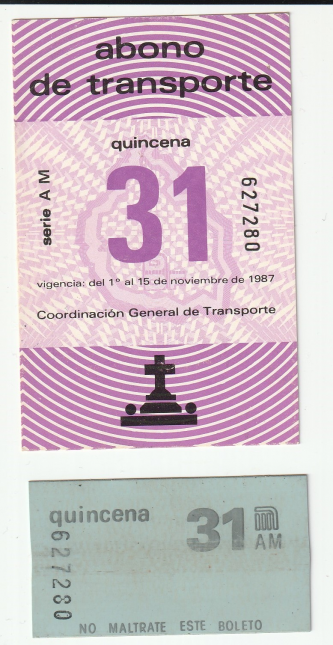 abono
de transporte
quincena
31
serie AM
627280
vigencia: del 1º al 15 de noviembre de 1987
Coordinación General de Transporte
quincena
31
AM
627280
NO MALTRATE ESTE BOLETO